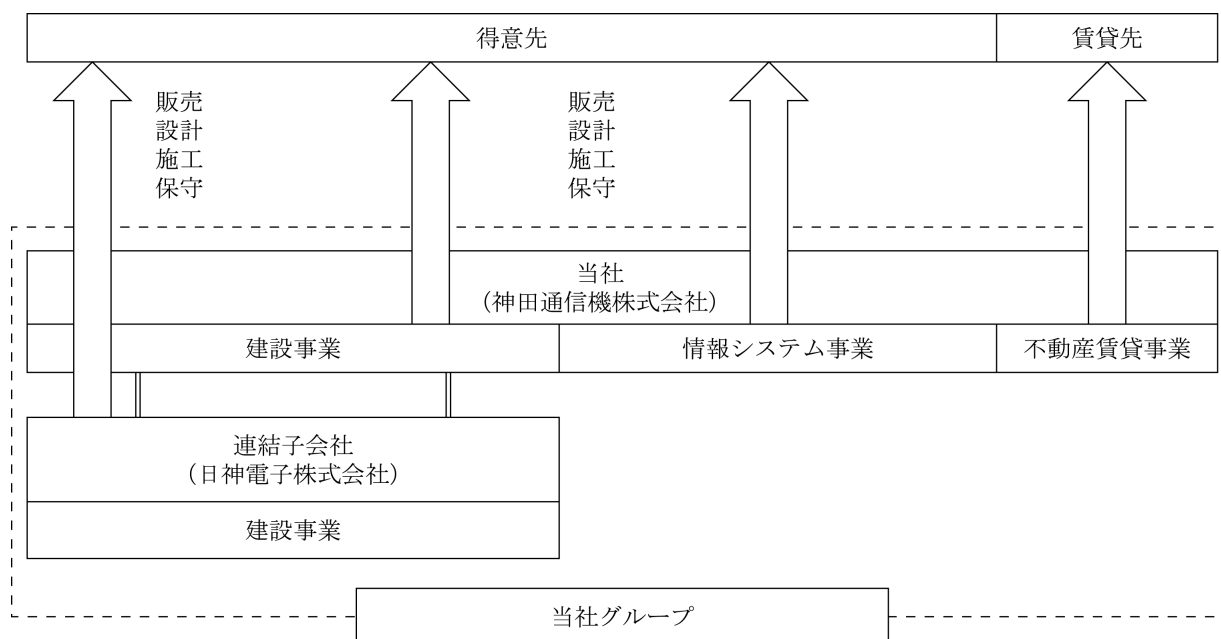 得意先
賃貸先
販売
設計
施工
保守
販売
設計
施工
保守
当社
（神田通信機株式会社）
建設事業
情報システム事業
不動産賃貸事業
連結子会社
（日神電子株式会社）
建設事業
当社グループ